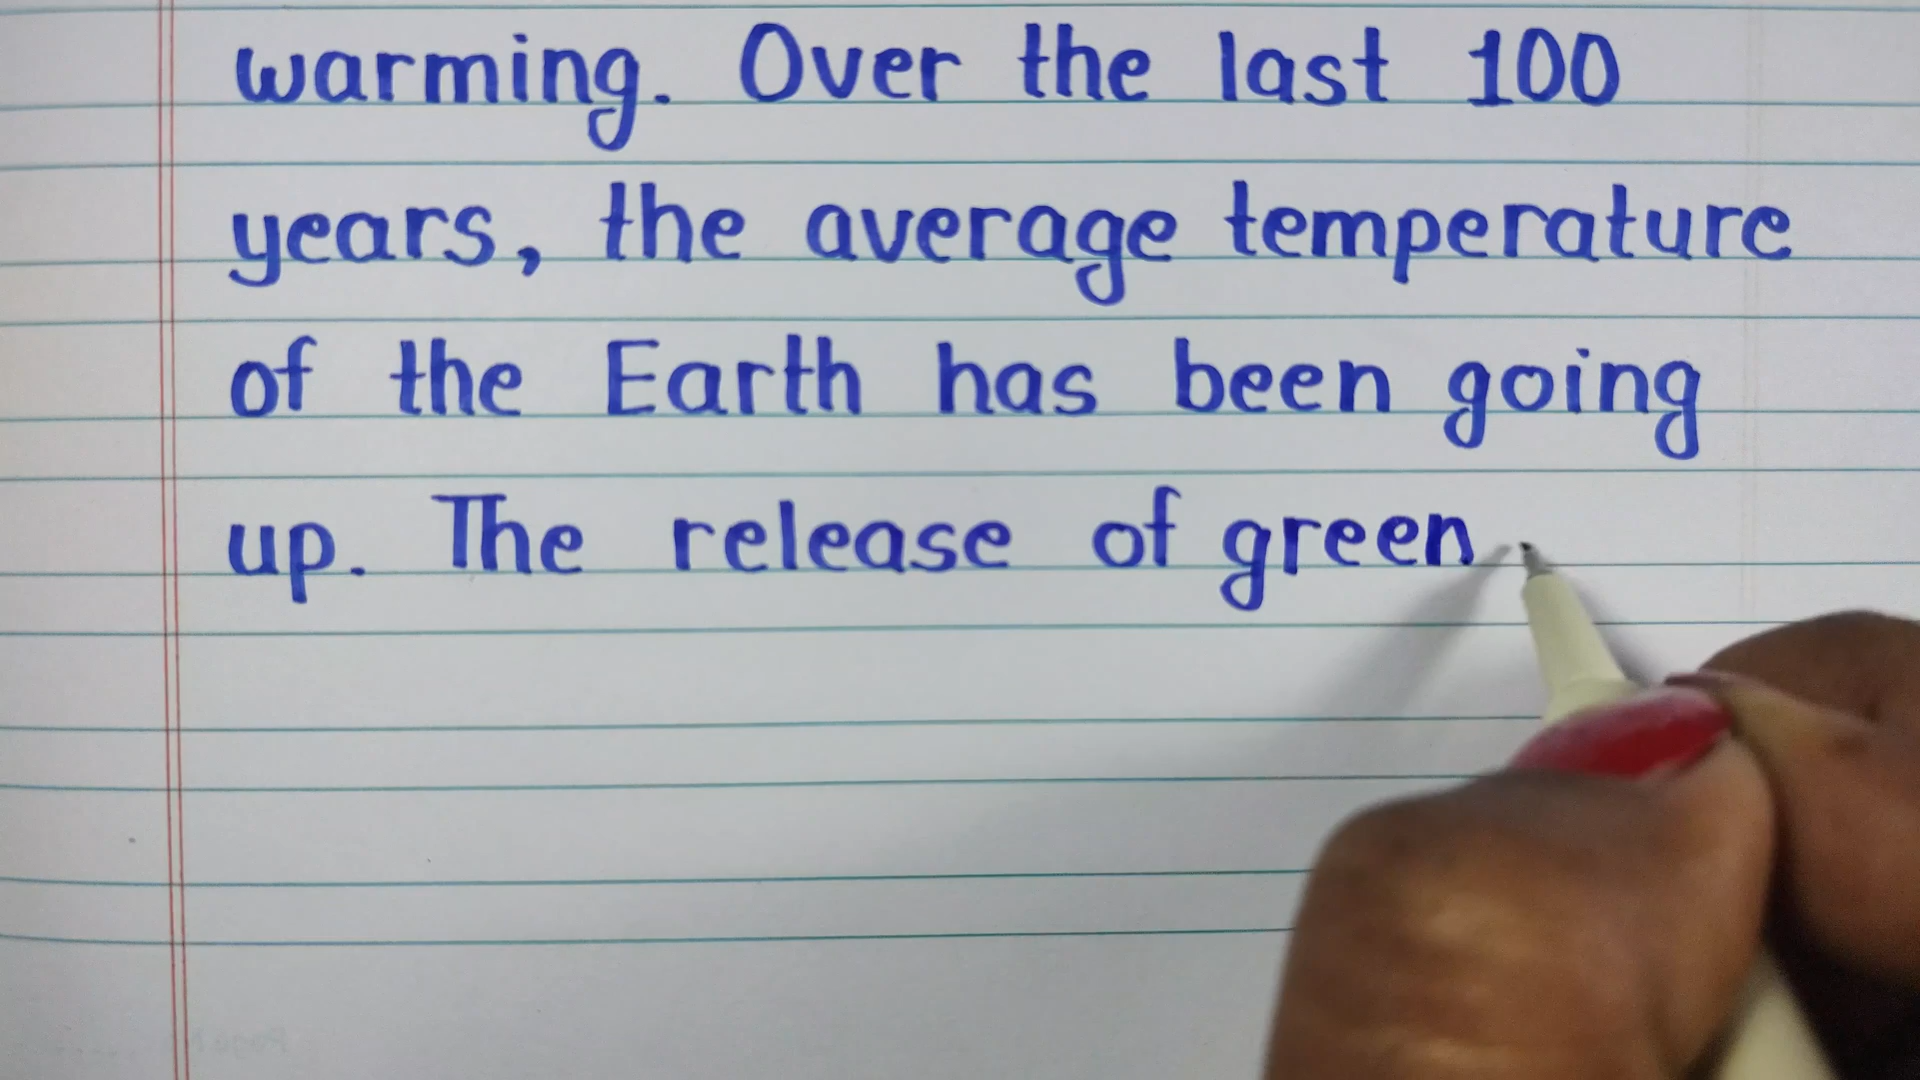 warming. Over the last 100
years, the average temperature
of the Earth has been going
up. The release of green